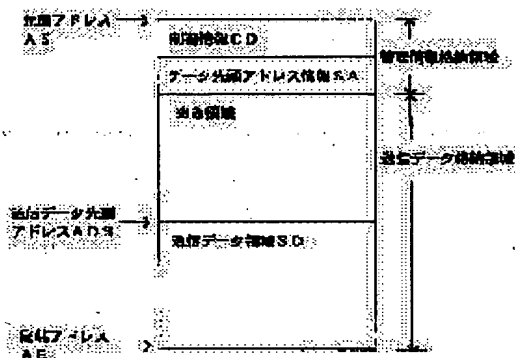 先頭アドレス
AS
制御情報CD
管理情報格納領域
データ先頭アドレス情報SA
空き領域
送信データ格納領域
送信データ先頭
アドレスADS
送信データ領域SD
最終アドレス
AE